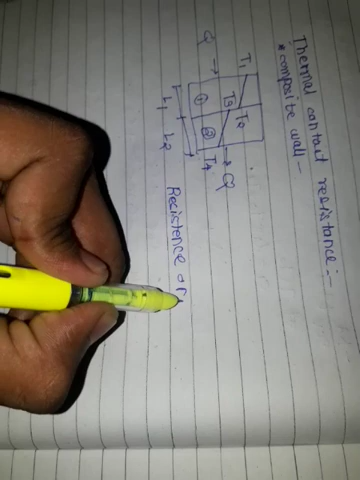 Thermal contact resistance :-
* composite wall -
T1
Q →
T3
T2
①
②
T4
→ Q
L1
L2
Resistence or